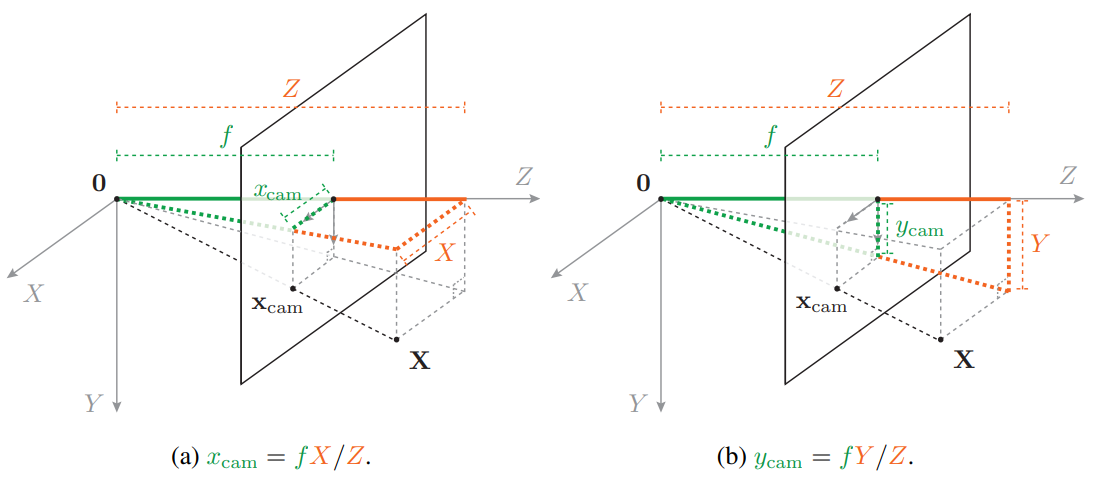 Z
f
0
x_cam
Z
X
X
x_cam
X
Y
(a) x_cam = fX/Z.
Z
f
0
Z
y_cam
Y
X
x_cam
X
Y
(b) y_cam = fY/Z.